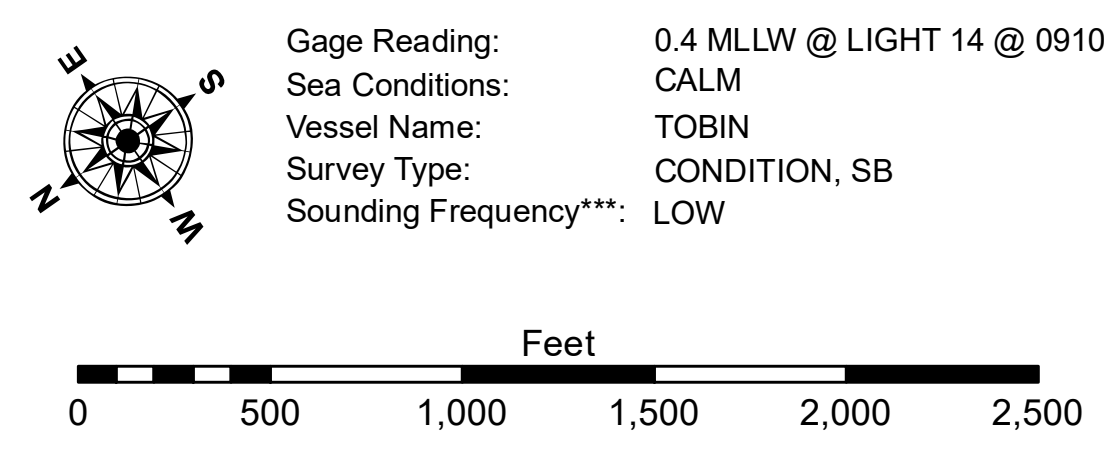 E
S
N
W
Gage Reading: 0.4 MLLW @ LIGHT 14 @ 0910
Sea Conditions: CALM
Vessel Name: TOBIN
Survey Type: CONDITION, SB
Sounding Frequency***: LOW
Feet
0 500 1,000 1,500 2,000 2,500